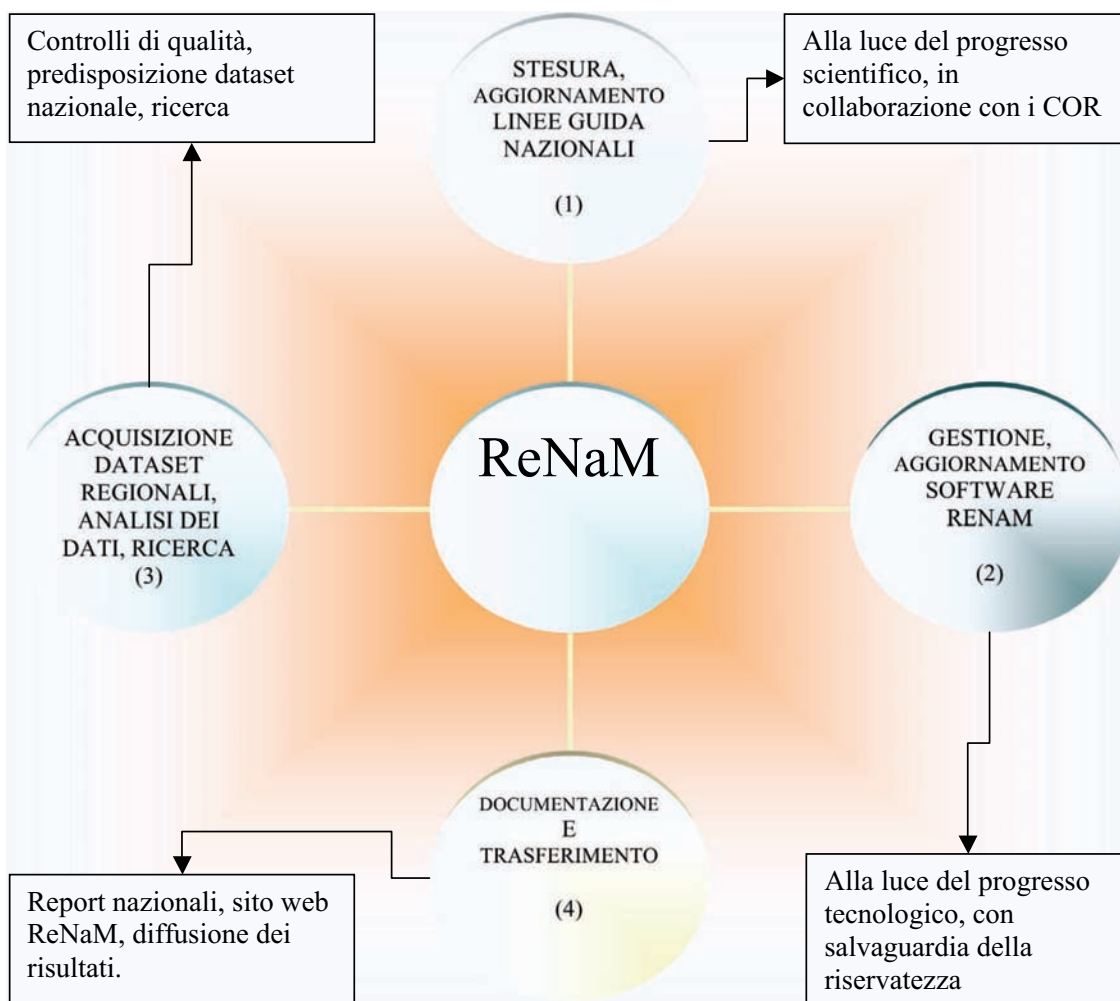 Controlli di qualità,
predisposizione dataset
nazionale, ricerca
STESURA,
AGGIORNAMENTO
LINEE GUIDA
NAZIONALI
(1)
Alla luce del progresso
scientifico, in
collaborazione con i COR
ACQUISIZIONE
DATASET
REGIONALI,
ANALISI DEI
DATI, RICERCA
(3)
ReNaM
GESTIONE,
AGGIORNAMENTO
SOFTWARE
RENAM
(2)
DOCUMENTAZIONE
E
TRASFERIMENTO
(4)
Report nazionali, sito web
ReNaM, diffusione dei
risultati.
Alla luce del progresso
tecnologico, con
salvaguardia della
riservatezza